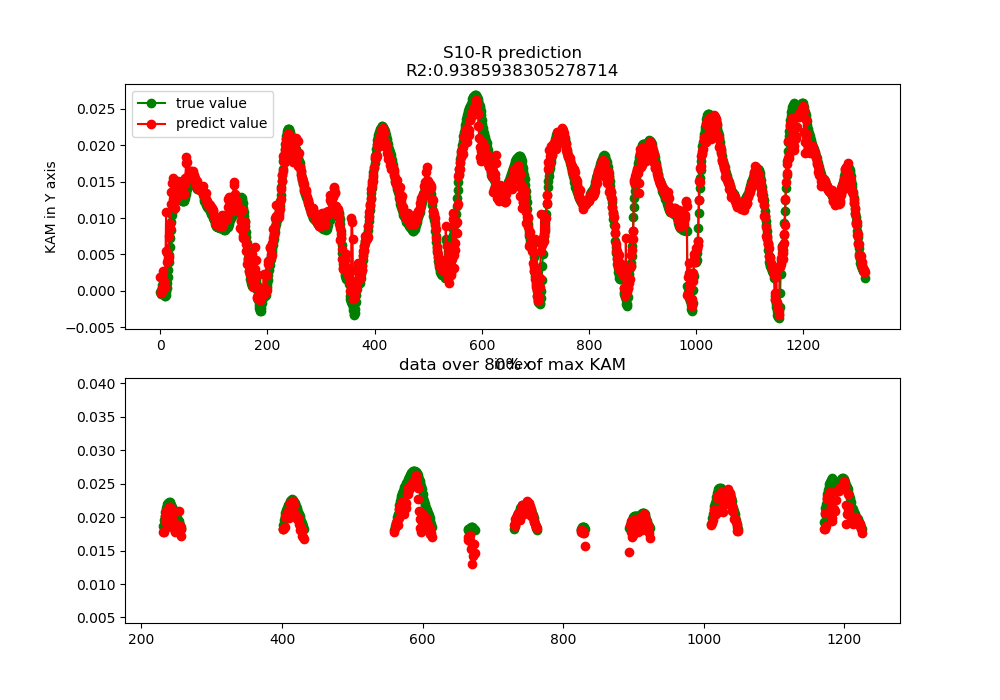 S10-R prediction
R2:0.9385938305278714
true value
predict value
KAM in Y axis
0.025
0.020
0.015
0.010
0.005
0.000
−0.005
0 200 400 600 800 1000 1200
index
data over 80% of max KAM
0.040
0.035
0.030
0.025
0.020
0.015
0.010
0.005
200 400 600 800 1000 1200